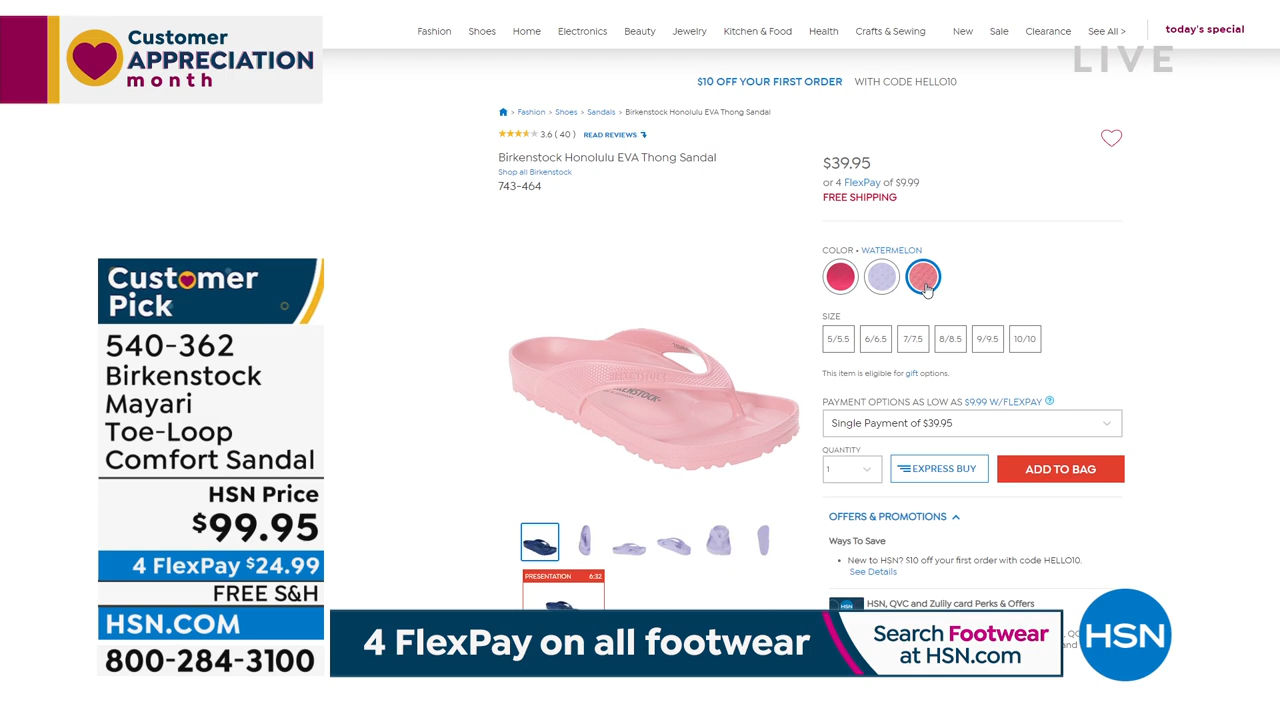 Customer
APPRECIATION
month
Fashion Shoes Home Electronics Beauty Jewelry Kitchen & Food Health Crafts & Sewing New Sale Clearance See All > today's special
LIVE
$10 OFF YOUR FIRST ORDER WITH CODE HELLO10
> Fashion > Shoes > Sandals > Birkenstock Honolulu EVA Thong Sandal
3.6 ( 40 ) READ REVIEWS
Birkenstock Honolulu EVA Thong Sandal
Shop all Birkenstock
743-464
$39.95
or 4 FlexPay of $9.99
FREE SHIPPING
COLOR • WATERMELON
SIZE
5/5.5 6/6.5 7/7.5 8/8.5 9/9.5 10/10
This item is eligible for gift options.
PAYMENT OPTIONS AS LOW AS $9.99 W/FLEXPAY ?
Single Payment of $39.95
QUANTITY
1 EXPRESS BUY ADD TO BAG
OFFERS & PROMOTIONS
Ways To Save
• New to HSN? $10 off your first order with code HELLO10.
See Details
HSN, QVC and Zulily card Perks & Offers
PRESENTATION 6:32
Customer
Pick
540-362
Birkenstock
Mayari
Toe-Loop
Comfort Sandal
HSN Price
$99.95
4 FlexPay $24.99
FREE S&H
HSN.COM
800-284-3100
4 FlexPay on all footwear
Search Footwear
at HSN.com
HSN